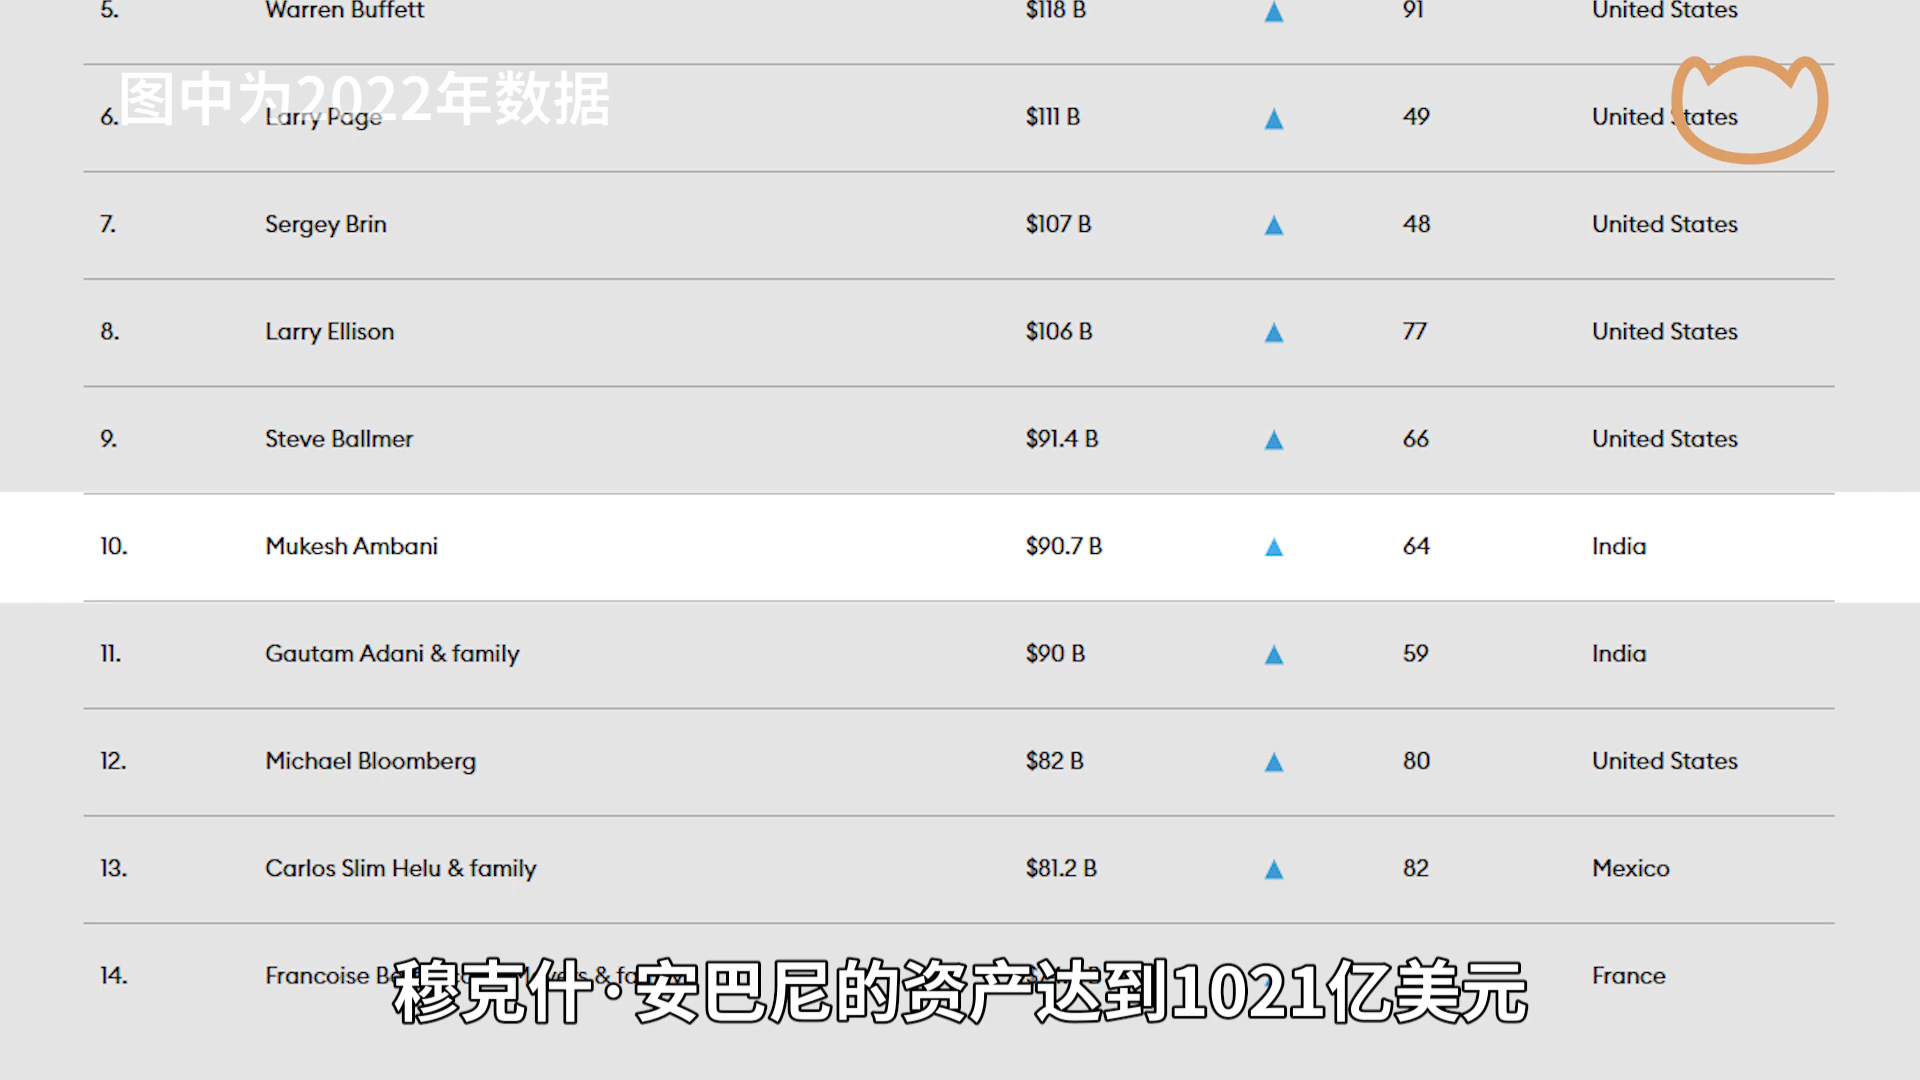 5. Warren Buffett $118 B ▲ 91 United States
图中为2022年数据
6. Larry Page $111 B ▲ 49 United States
7. Sergey Brin $107 B ▲ 48 United States
8. Larry Ellison $106 B ▲ 77 United States
9. Steve Ballmer $91.4 B ▲ 66 United States
10. Mukesh Ambani $90.7 B ▲ 64 India
11. Gautam Adani & family $90 B ▲ 59 India
12. Michael Bloomberg $82 B ▲ 80 United States
13. Carlos Slim Helu & family $81.2 B ▲ 82 Mexico
14. Francoise & France
穆克什·安巴尼的资产达到1021亿美元